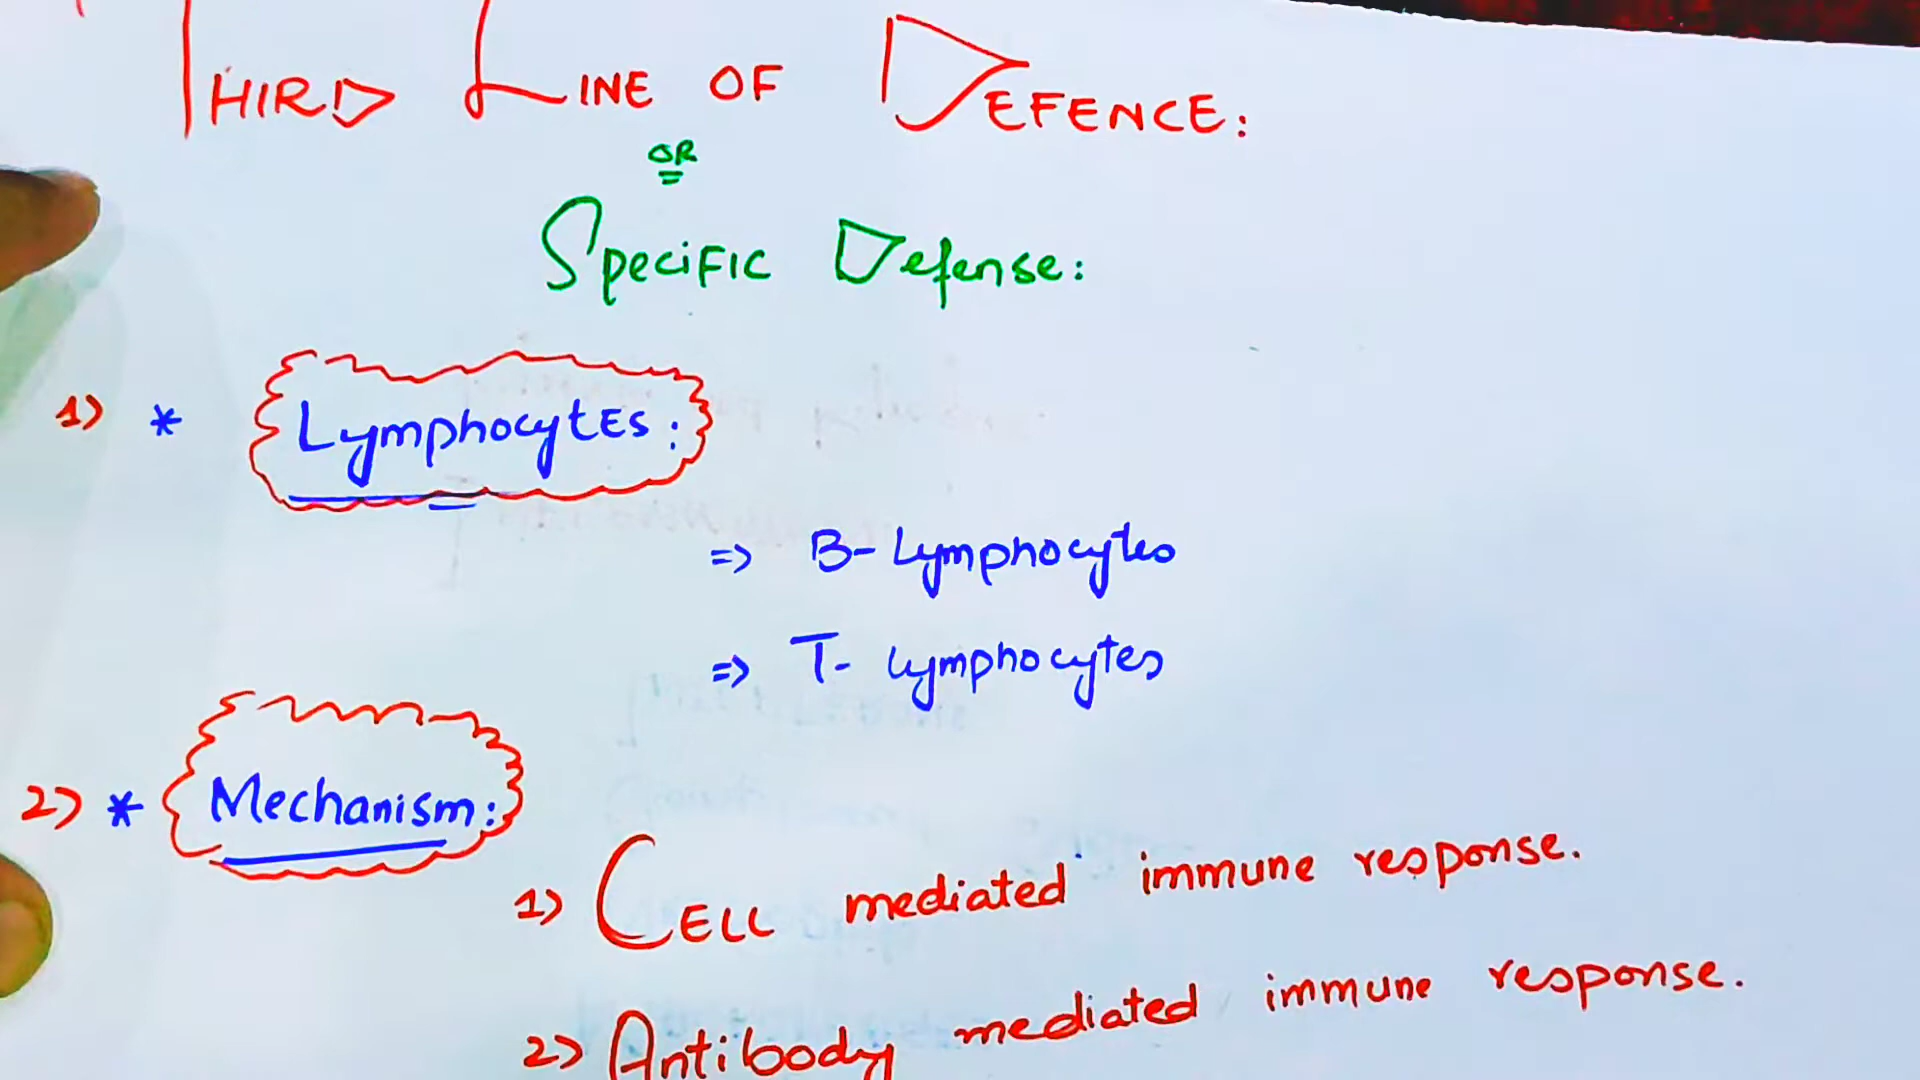 THIRD LINE OF DEFENCE:
OR
Specific Defense:
1) * Lymphocytes:
=> B- Lymphocytes
=> T- Lymphocytes
2) * Mechanism:
1) CELL mediated immune response.
2) Antibody mediated immune response.